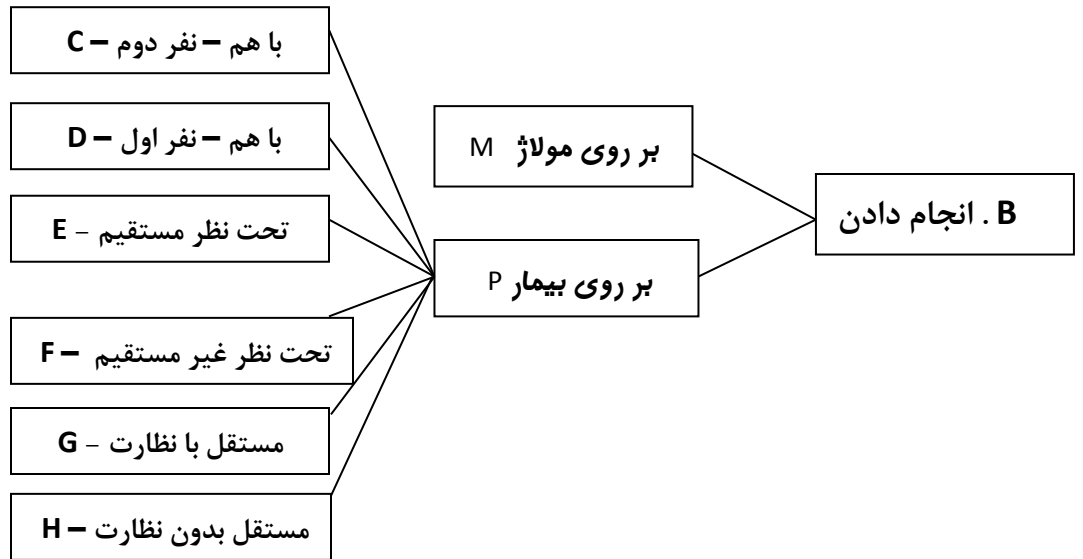 B . انجام دادن
بر روی مولاژ M
بر روی بیمار P
با هم – نفر دوم – C
با هم – نفر اول – D
تحت نظر مستقیم – E
تحت نظر غیر مستقیم – F
مستقل با نظارت – G
مستقل بدون نظارت – H